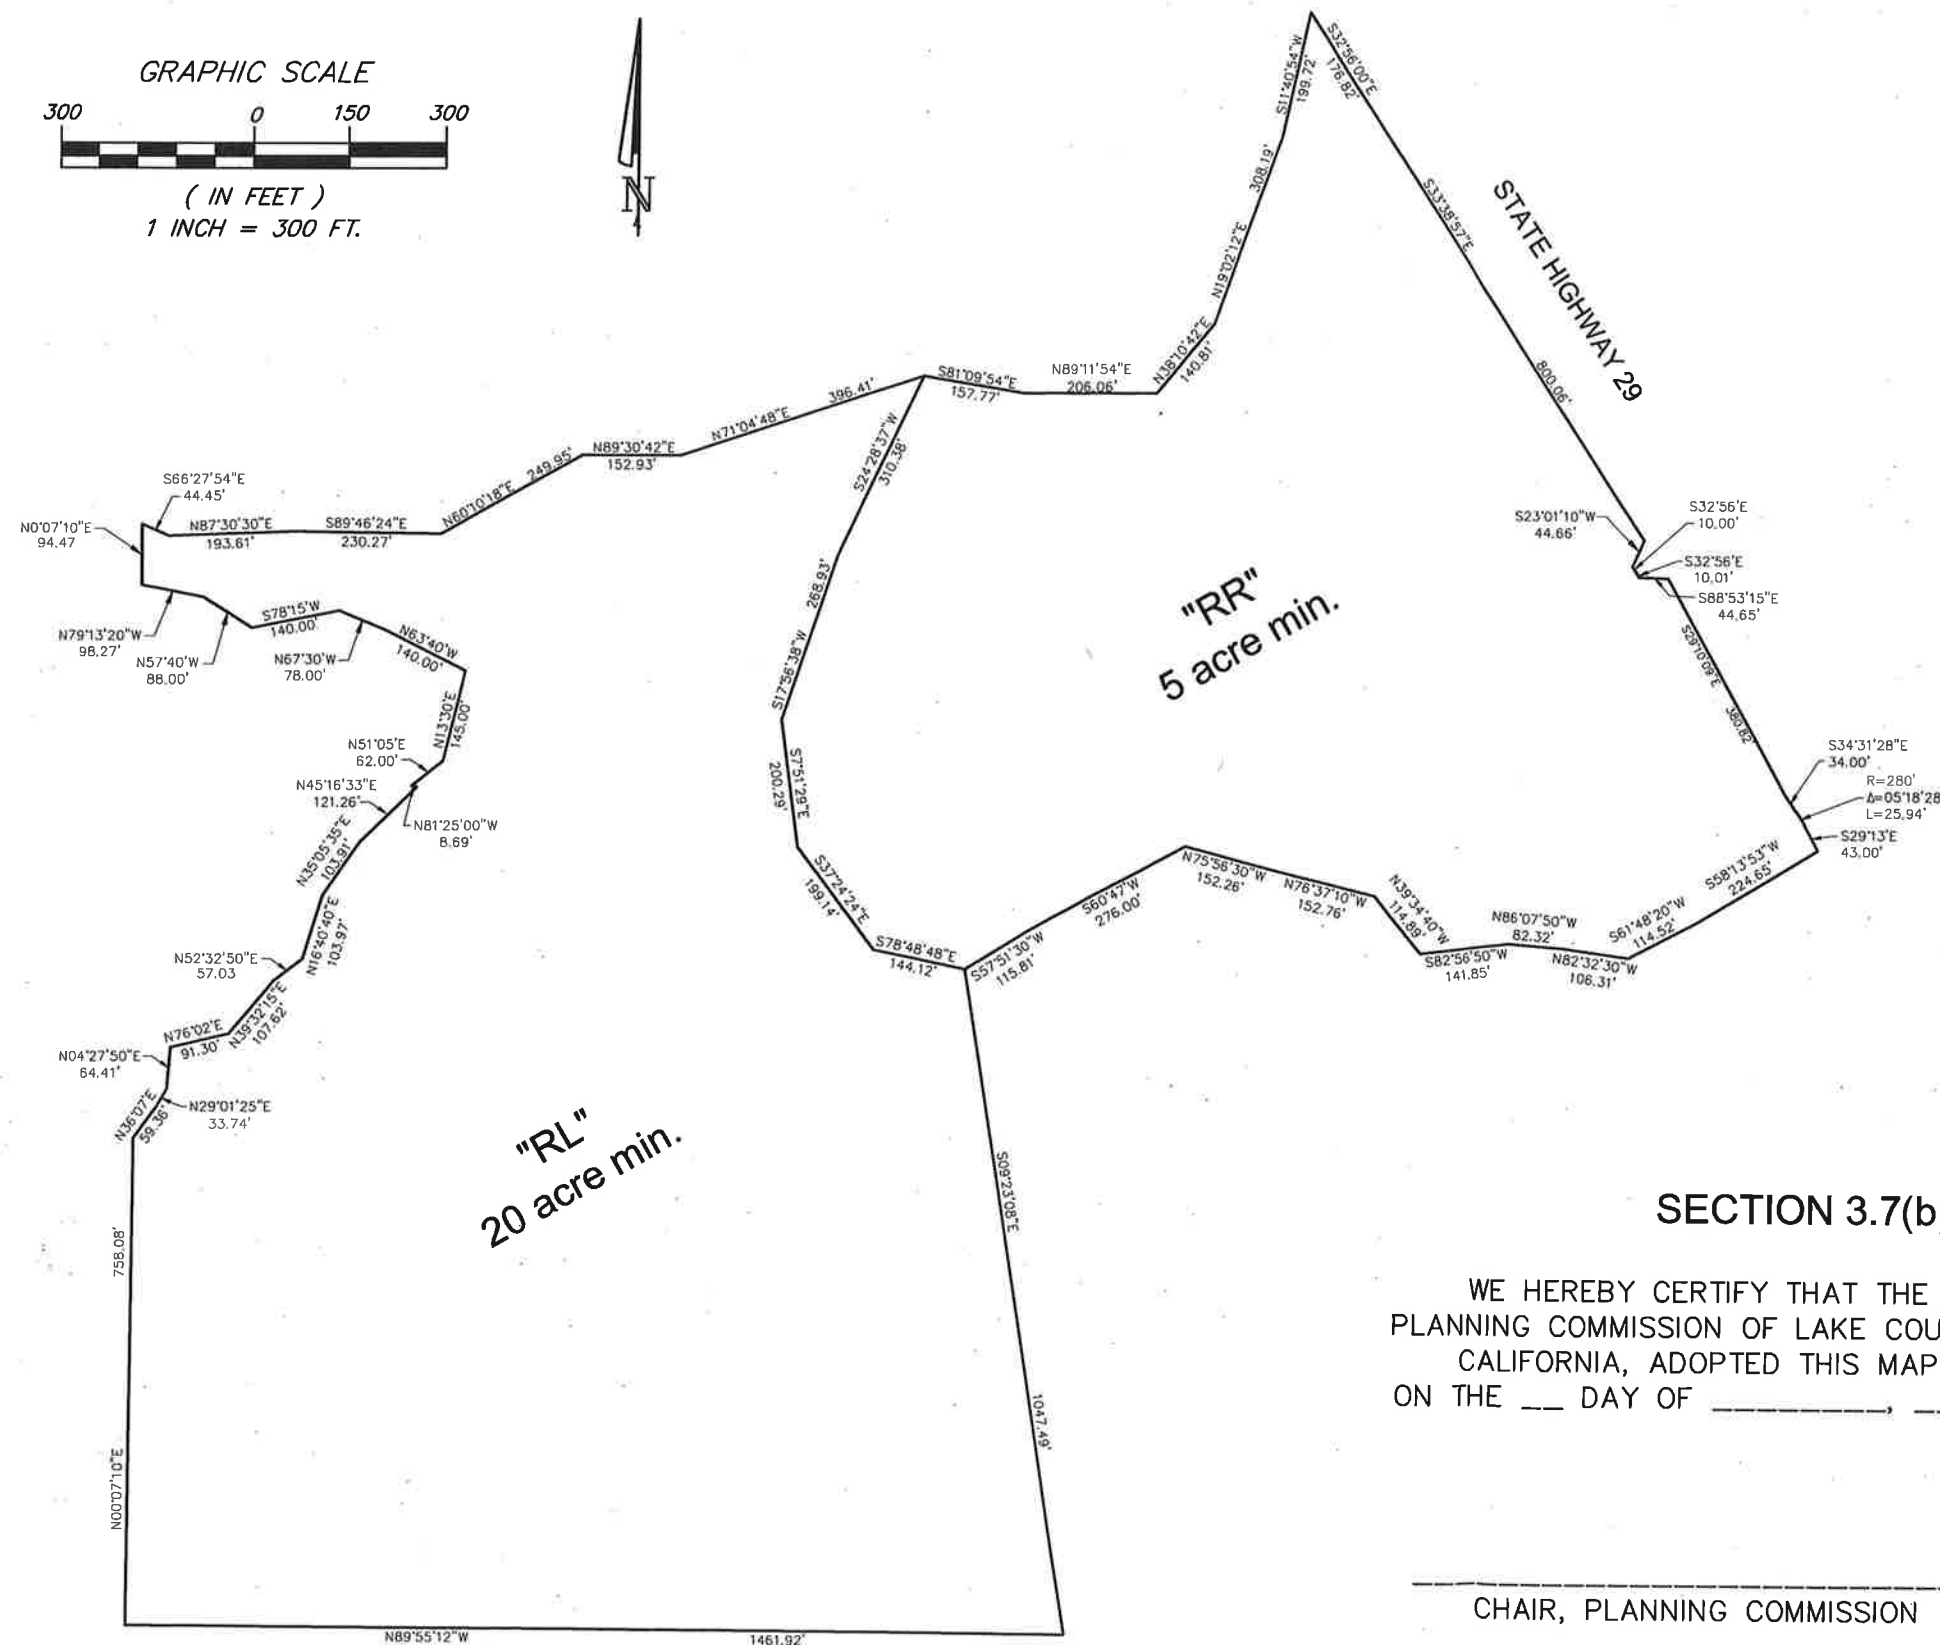 GRAPHIC SCALE
300 0 150 300
( IN FEET )
1 INCH = 300 FT.
N
S11°40'54"W
199.72'
S32°56'00"E
176.82'
N19°02'12"E
308.19'
S33°38'57"E
800.06'
STATE HIGHWAY 29
N38°10'42"E
140.81'
N89°11'54"E
206.06'
S81°09'54"E
157.77'
N71°04'48"E
396.41'
N89°30'42"E
152.93'
N60°10'18"E
249.95'
S89°46'24"E
230.27'
N87°30'30"E
193.61'
S66°27'54"E
44.45'
N0°07'10"E
94.47
N79°13'20"W
98.27'
N57°40'W
88.00'
S78°15'W
140.00'
N67°30'W
78.00'
N63°40'W
140.00'
N13°30'E
145.00'
N51°05'E
62.00'
N81°25'00"W
8.69'
N45°16'33"E
121.26'
N35°05'35"E
103.91'
N16°40'40"E
103.97'
N52°32'50"E
57.03
N39°32'15"E
107.62'
N76°02'E
91.30'
N04°27'50"E
64.41'
N29°01'25"E
33.74'
N36°07'E
59.36'
758.08'
N00°07'10"E
S24°28'37"W
310.38'
S17°56'38"W
268.93'
S7°51'29"E
200.29'
S37°24'24"E
199.14'
S78°48'48"E
144.12'
S57°51'30"W
115.81'
S60°47'W
276.00'
N75°56'30"W
152.26'
N76°37'10"W
152.76'
N39°34'40"W
114.89'
S82°56'50"W
141.85'
N86°07'50"W
82.32'
N82°32'30"W
106.31'
S61°48'20"W
114.52'
S58°13'53"W
224.65'
S23°01'10"W
44.66'
S32°56'E
10.00'
S32°56'E
10.01'
S88°53'15"E
44.65'
S29°10'09"E
380.82'
S34°31'28"E
34.00'
R=280'
Δ=05°18'28
L=25.94'
S29°13'E
43.00'
"RR"
5 acre min.
"RL"
20 acre min.
S09°23'08"E
1047.49'
N89°55'12"W
1461.92'
SECTION 3.7(b
WE HEREBY CERTIFY THAT THE
PLANNING COMMISSION OF LAKE COU
CALIFORNIA, ADOPTED THIS MAP
ON THE __ DAY OF _________, _
CHAIR, PLANNING COMMISSION